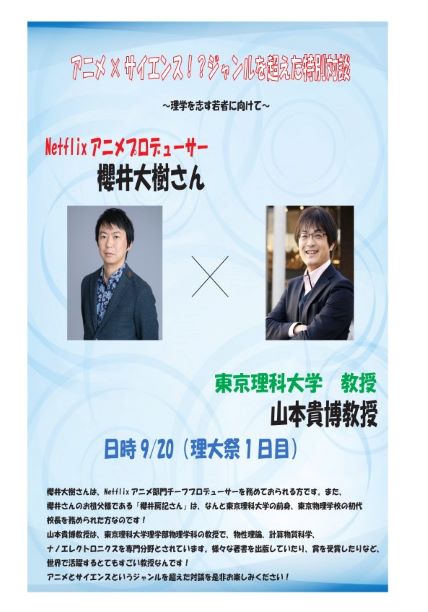 アニメ×サイエンス！？ジャンルを超えた特別対談
～理学を志す若者に向けて～
Netflixアニメプロデューサー
櫻井大樹さん
×
東京理科大学　教授
山本貴博教授
日時 9/20（理大祭１日目）
櫻井大樹さんは、Netflixアニメ部門チーフプロデューサーを務めておられる方です。また、
櫻井さんのお祖父様である「櫻井房記さん」は、なんと東京理科大学の前身、東京物理学校の初代
校長を務められた方なのです！
山本貴博教授は、東京理科大学理学部物理学科の教授で、物性理論、計算物質科学、
ナノエレクトロニクスを専門分野とされています。様々な著書を出版していたり、賞を受賞したりなど、
世界で活躍するとてもすごい教授なんです！
アニメとサイエンスというジャンルを超えた対談を是非お楽しみください！